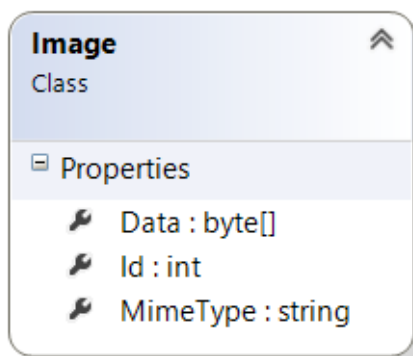 Image
Class
Properties
Data : byte[]
Id : int
MimeType : string